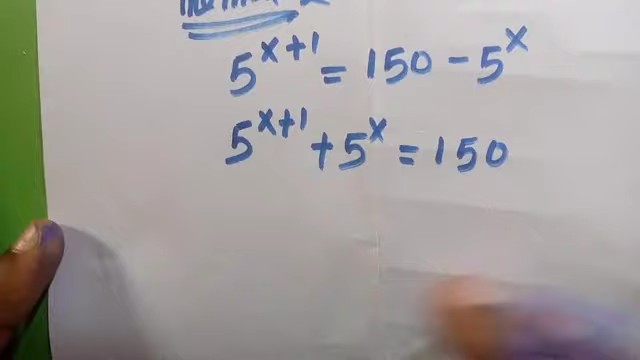 5^{x+1} = 150 - 5^x
5^{x+1} + 5^x = 150